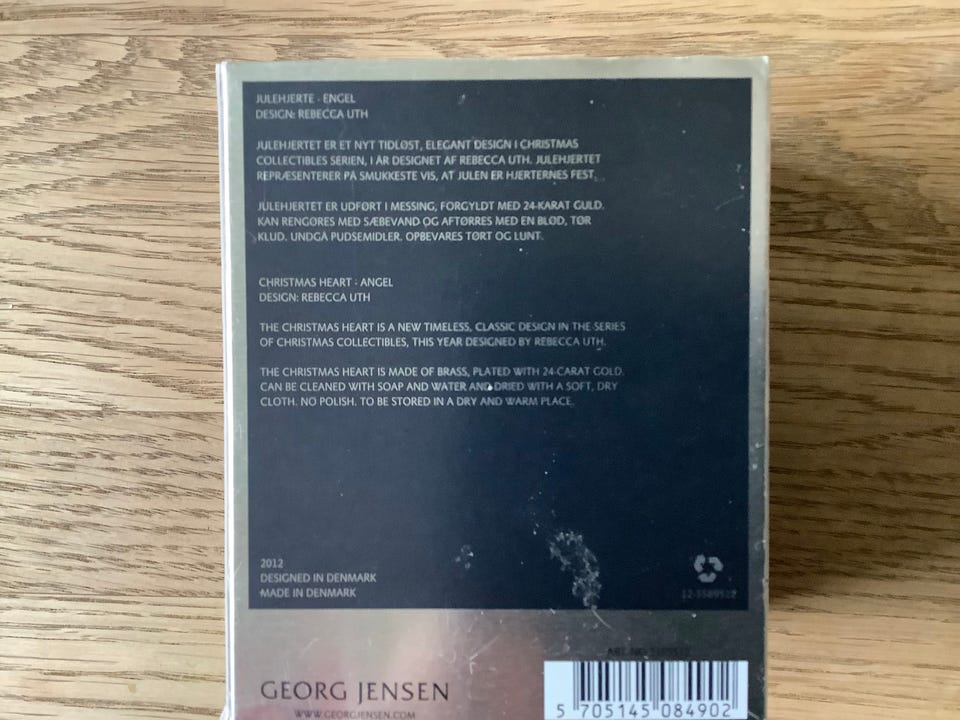 JULEHJERTE · ENGEL
DESIGN: REBECCA UTH
JULEHJERTET ER ET NYT TIDLØST, ELEGANT DESIGN I CHRISTMAS
COLLECTIBLES SERIEN, I ÅR DESIGNET AF REBECCA UTH. JULEHJERTET
REPRÆSENTERER PÅ SMUKKESTE VIS, AT JULEN ER HJERTERNES FEST.
JULEHJERTET ER UDFØRT I MESSING, FORGYLDT MED 24-KARAT GULD.
KAN RENGØRES MED SÆBEVAND OG AFTØRRES MED EN BLØD, TØR
KLUD. UNDGÅ PUDSEMIDLER. OPBEVARES TØRT OG LUNT.
CHRISTMAS HEART · ANGEL
DESIGN: REBECCA UTH
THE CHRISTMAS HEART IS A NEW TIMELESS, CLASSIC DESIGN IN THE SERIES
OF CHRISTMAS COLLECTIBLES, THIS YEAR DESIGNED BY REBECCA UTH.
THE CHRISTMAS HEART IS MADE OF BRASS, PLATED WITH 24-CARAT GOLD.
CAN BE CLEANED WITH SOAP AND WATER AND DRIED WITH A SOFT, DRY
CLOTH. NO POLISH. TO BE STORED IN A DRY AND WARM PLACE.
2012
DESIGNED IN DENMARK
MADE IN DENMARK
GEORG JENSEN
WWW.GEORGJENSEN.COM
ART. NO.
5 705145 084902